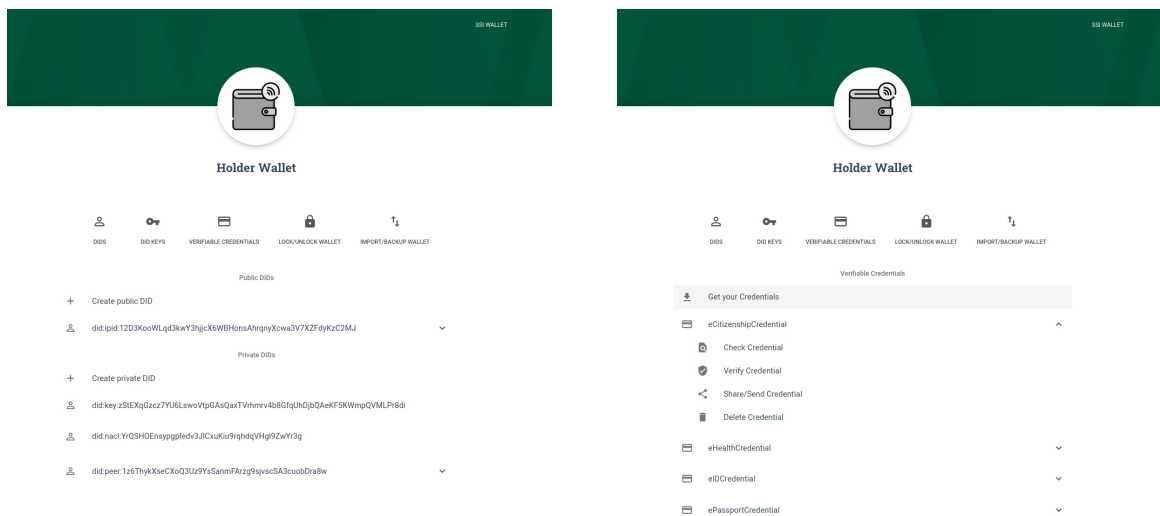 SSI WALLET
Holder Wallet
DIDS
DID KEYS
VERIFIABLE CREDENTIALS
LOCK/UNLOCK WALLET
IMPORT/BACKUP WALLET
Public DIDs
Create public DID
did:ipid:12D3KooWLqd3kwY3hjjcX6WBHonsAhrqnyXcwa3V7XZFdyKzC2MJ
Private DIDs
Create private DID
did:key:zStEXqGzcz7YU6LswoVtpGAsQaxTVrhmrv4b8GfqUhDjbQAeKF5KWmpQVMLPr8di
did:nacl:YrQSHOEnsypgpledv3JICxuKiu9rqhdqVHgl9ZwYr3g
did:peer:1z6ThykXseCXoQ3Uz9YsSanmFArzg9sjvscSA3cuobDra8w
SSI WALLET
Holder Wallet
DIDS
DID KEYS
VERIFIABLE CREDENTIALS
LOCK/UNLOCK WALLET
IMPORT/BACKUP WALLET
Verifiable Credentials
Get your Credentials
eCitizenshipCredential
Check Credential
Verify Credential
Share/Send Credential
Delete Credential
eHealthCredential
eIDCredential
ePassportCredential